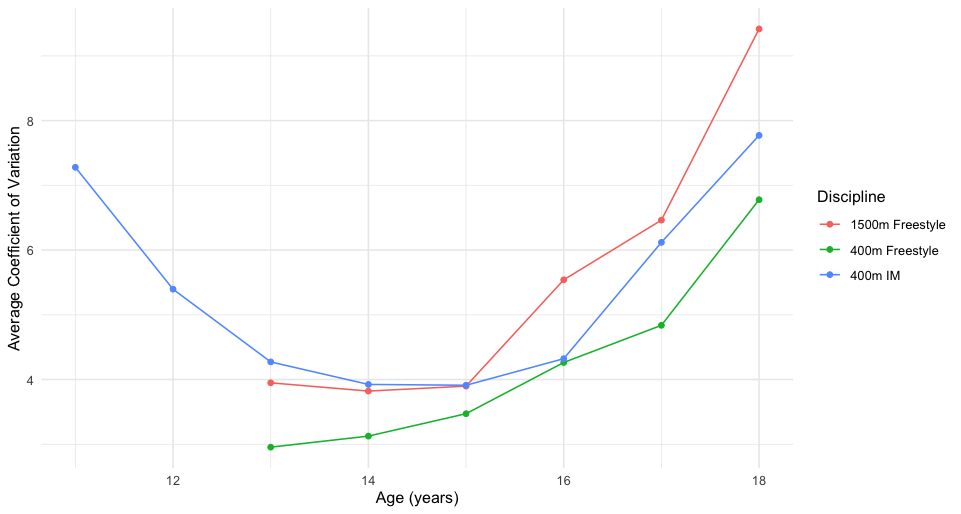 Average Coefficient of Variation
8
6
4
12 14 16 18
Age (years)
Discipline
1500m Freestyle
400m Freestyle
400m IM